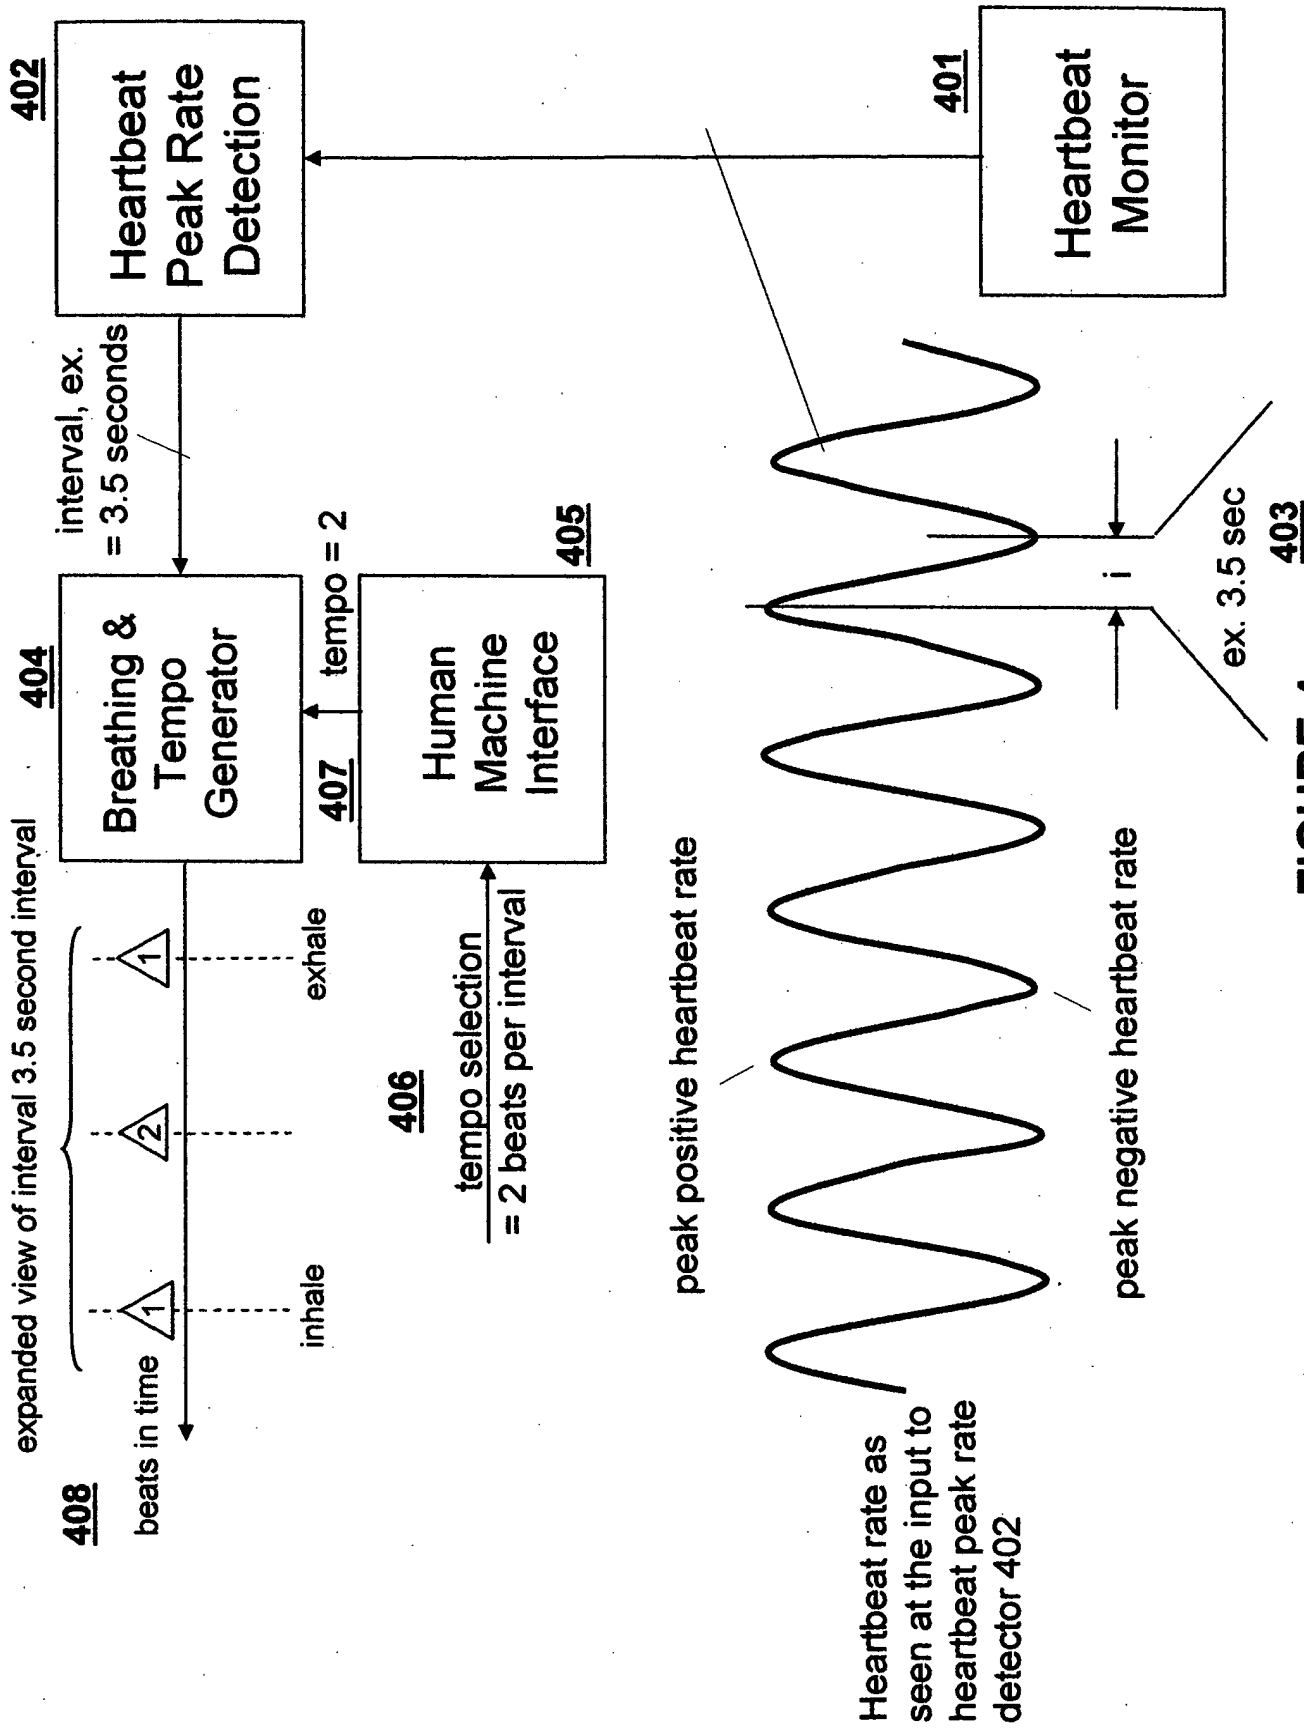 expanded view of interval 3.5 second interval
408
beats in time
1
2
1
inhale
exhale
404
Breathing &
Tempo
Generator
interval, ex.
= 3.5 seconds
402
Heartbeat
Peak Rate
Detection
406
tempo selection
= 2 beats per interval
407
tempo = 2
Human
Machine
Interface
405
peak positive heartbeat rate
Heartbeat rate as
seen at the input to
heartbeat peak rate
detector 402
peak negative heartbeat rate
i
ex. 3.5 sec
403
401
Heartbeat
Monitor